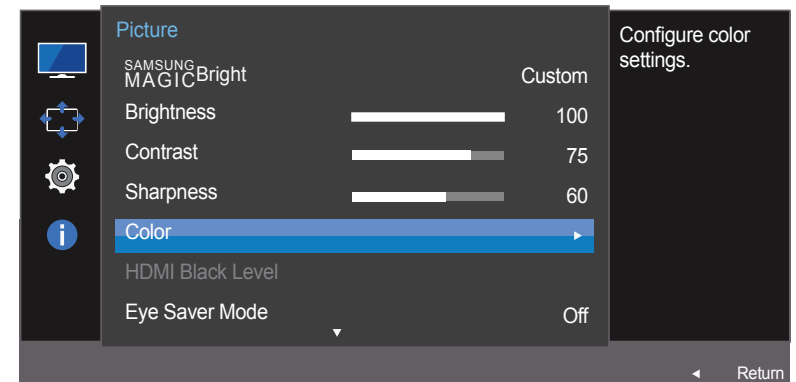 Picture
SAMSUNG
MAGICBright Custom
Brightness 100
Contrast 75
Sharpness 60
Color
HDMI Black Level
Eye Saver Mode Off
Configure color
settings.
Return